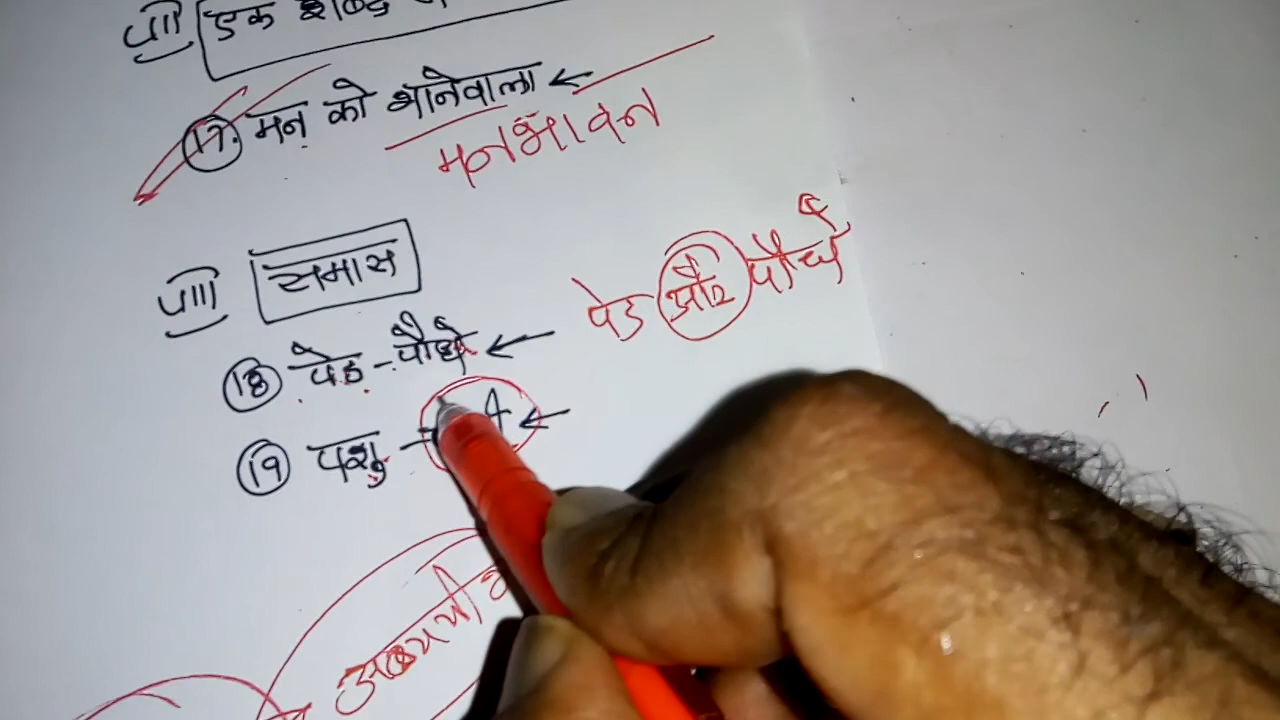 एक शब्द
17. मन को भानेवाला ←
मनभावन
समास
18 पेड़-पौधे ←
पेड और पौधे
19 पशु - ←